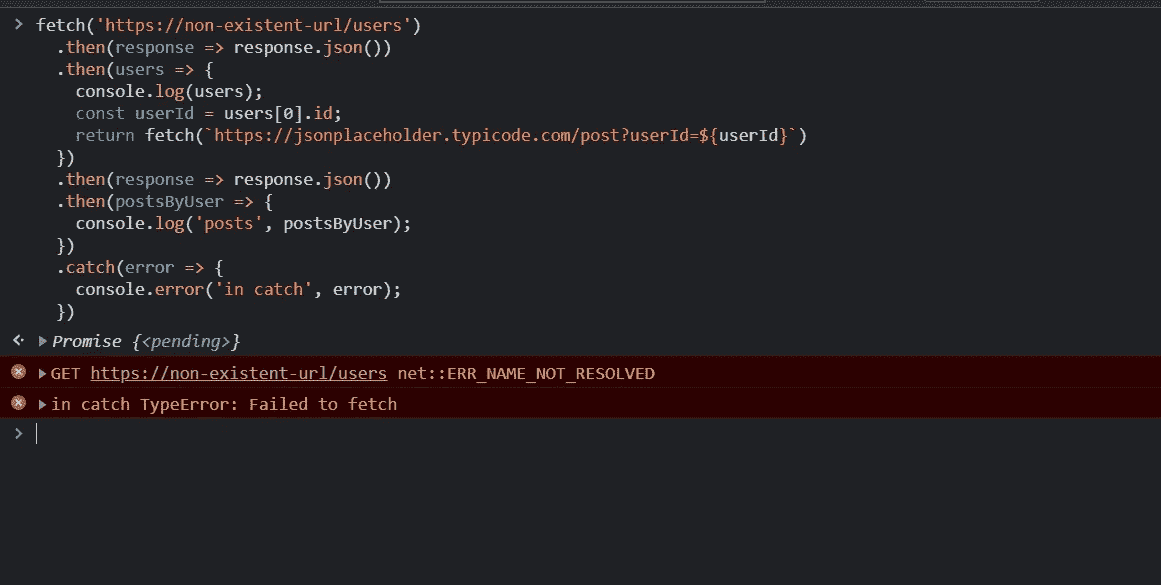 > fetch('https://non-existent-url/users')
.then(response => response.json())
.then(users => {
console.log(users);
const userId = users[0].id;
return fetch(`https://jsonplaceholder.typicode.com/post?userId=${userId}`)
})
.then(response => response.json())
.then(postsByUser => {
console.log('posts', postsByUser);
})
.catch(error => {
console.error('in catch', error);
})
Promise {<pending>}
GET https://non-existent-url/users net::ERR_NAME_NOT_RESOLVED
in catch TypeError: Failed to fetch
>